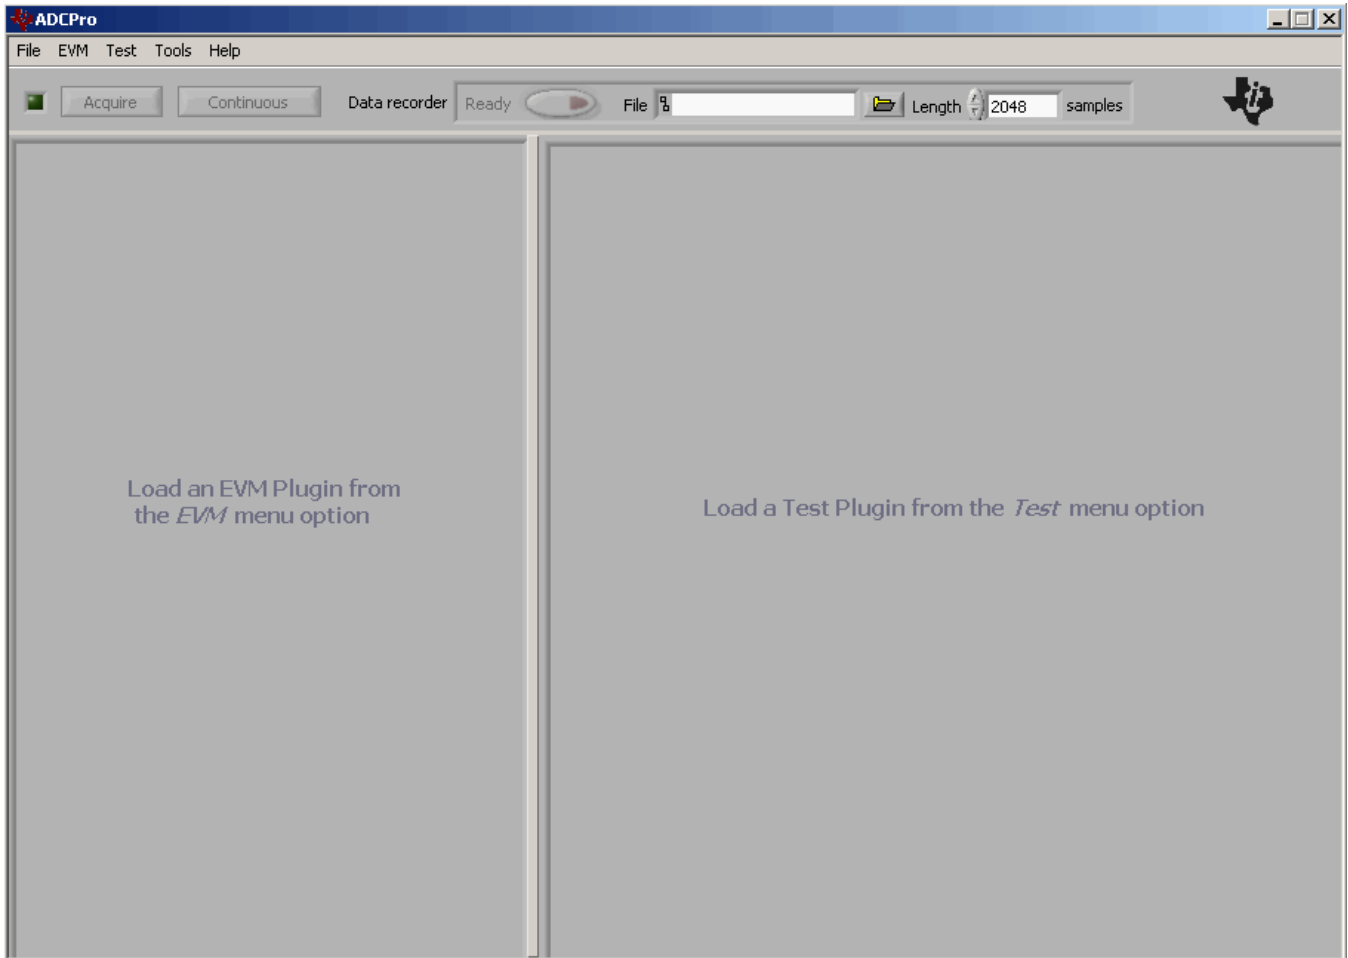 ADCPro
File EVM Test Tools Help
Acquire Continuous Data recorder Ready File Length 2048 samples
Load an EVM Plugin from
the EVM menu option
Load a Test Plugin from the Test menu option